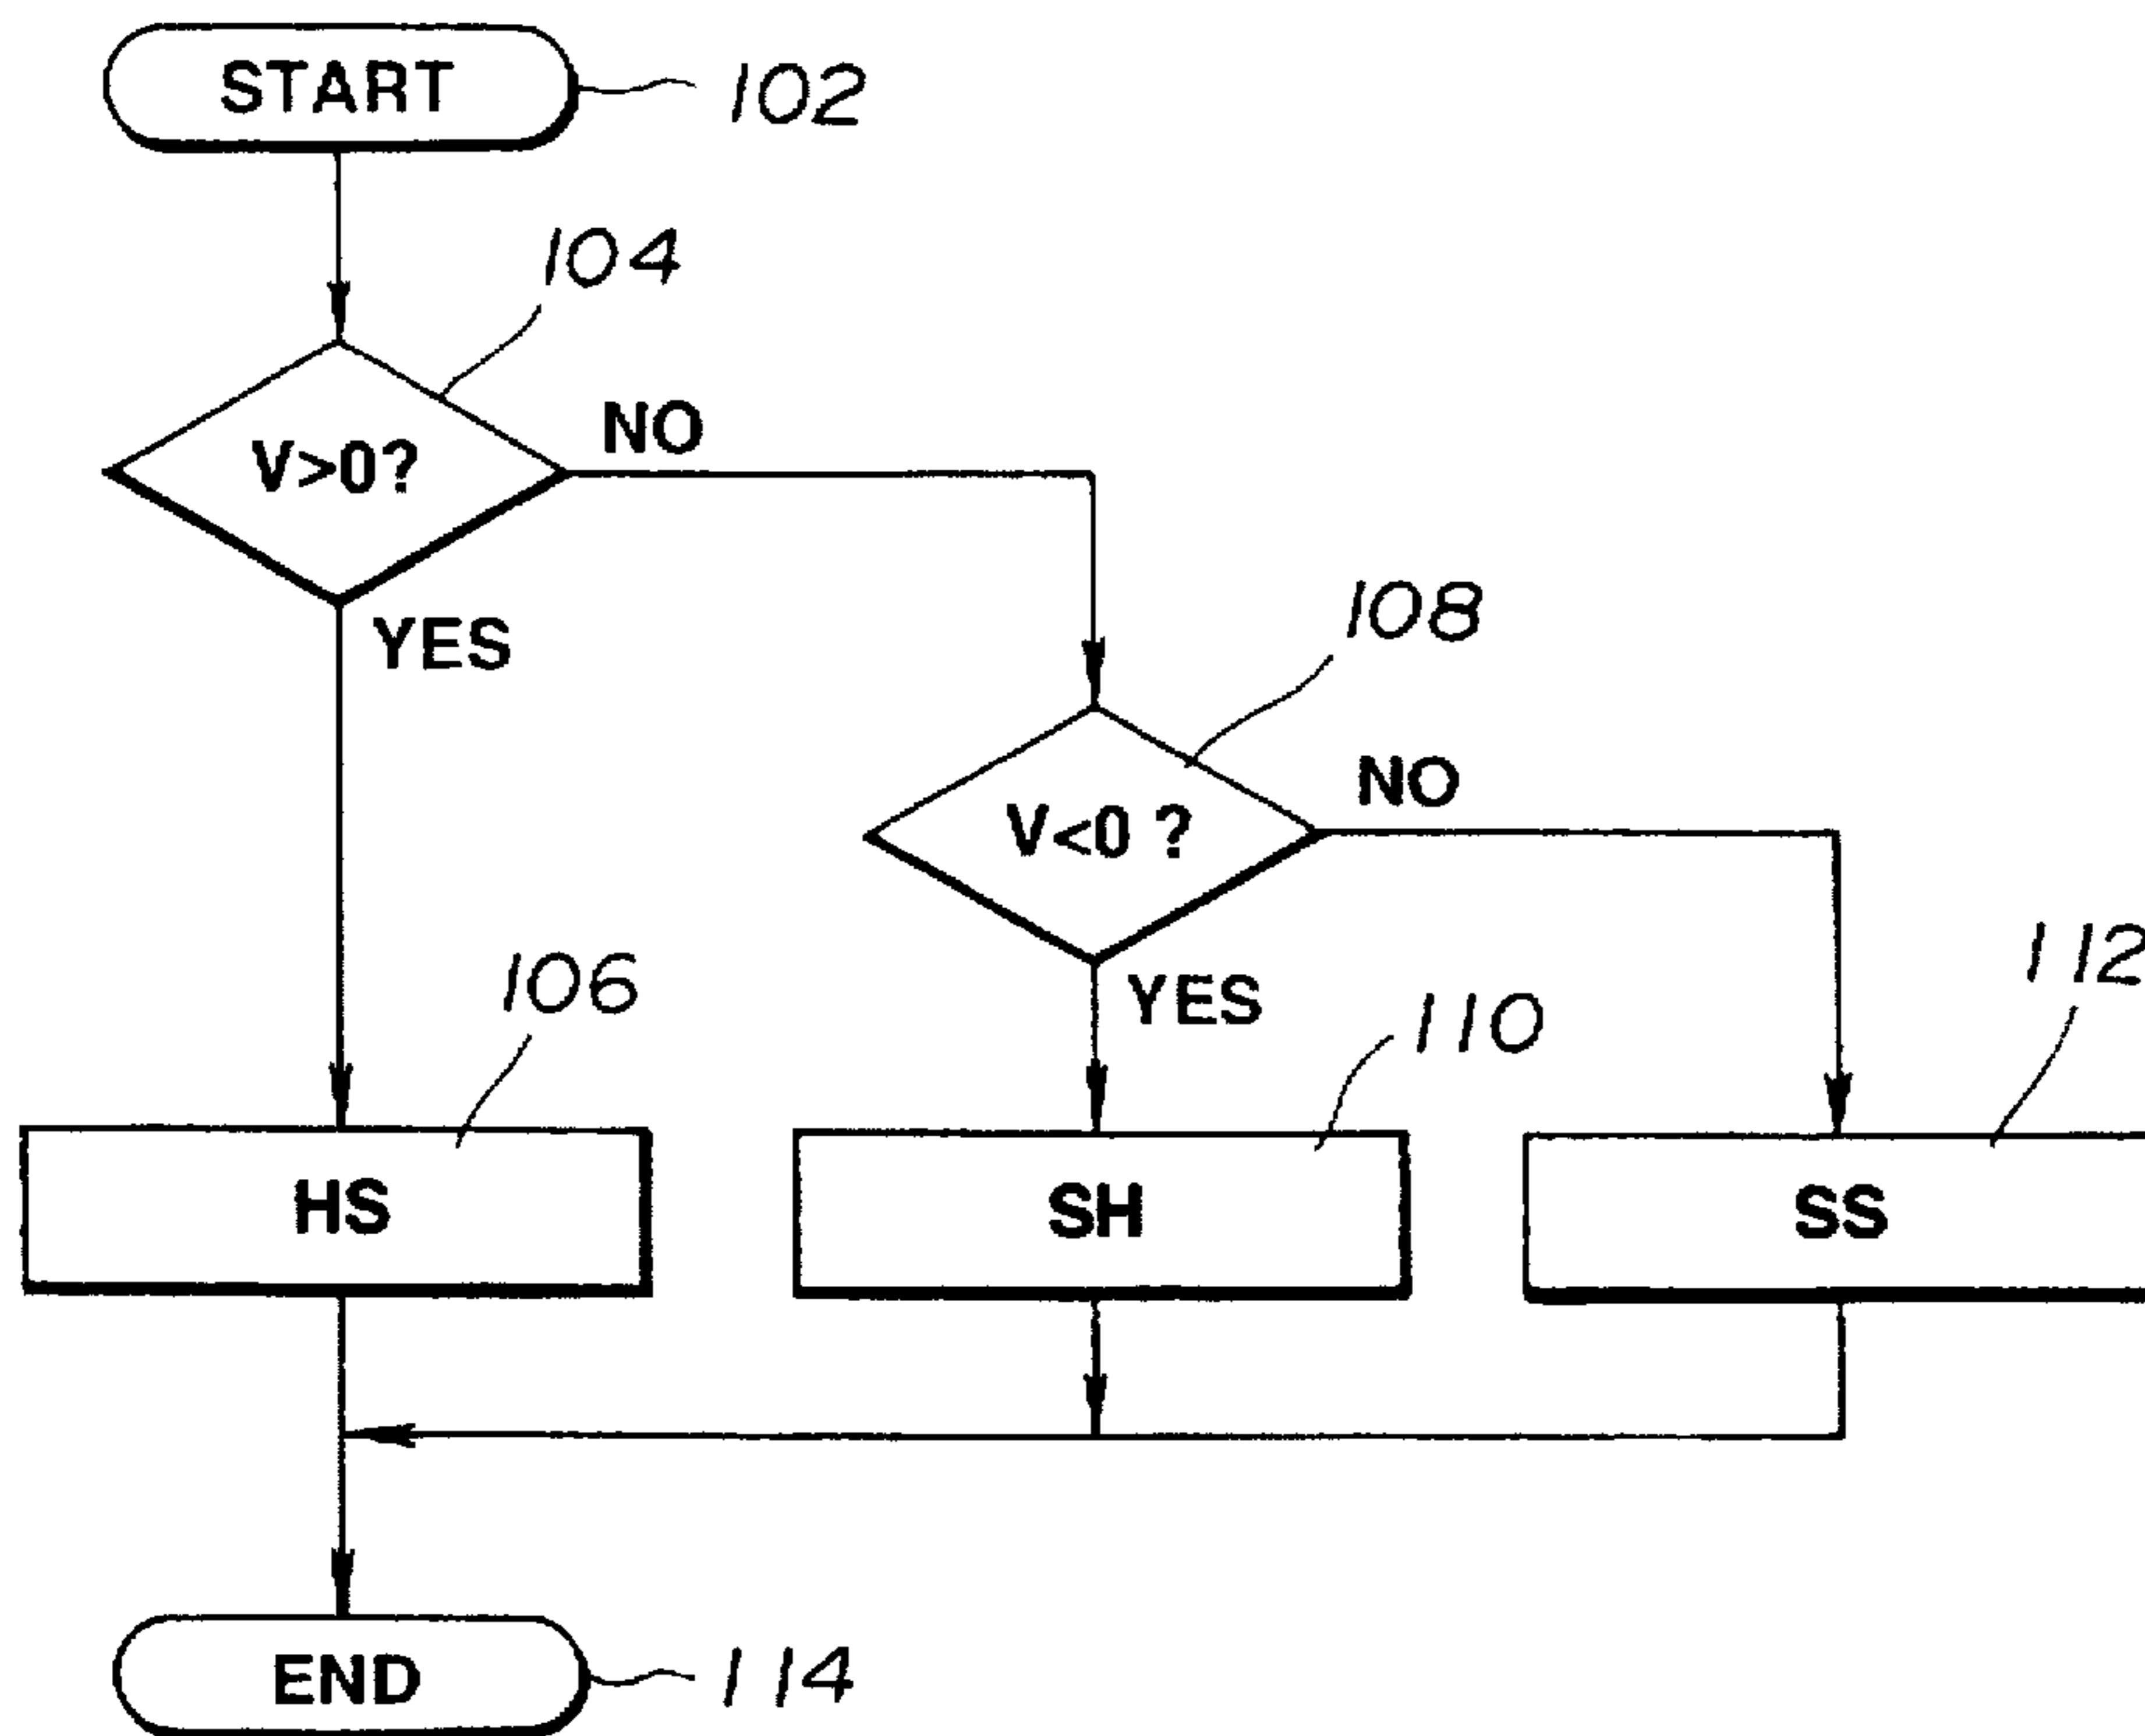 START
102
104
V>0?
NO
YES
108
V<0 ?
NO
YES
106
110
112
HS
SH
SS
END
114